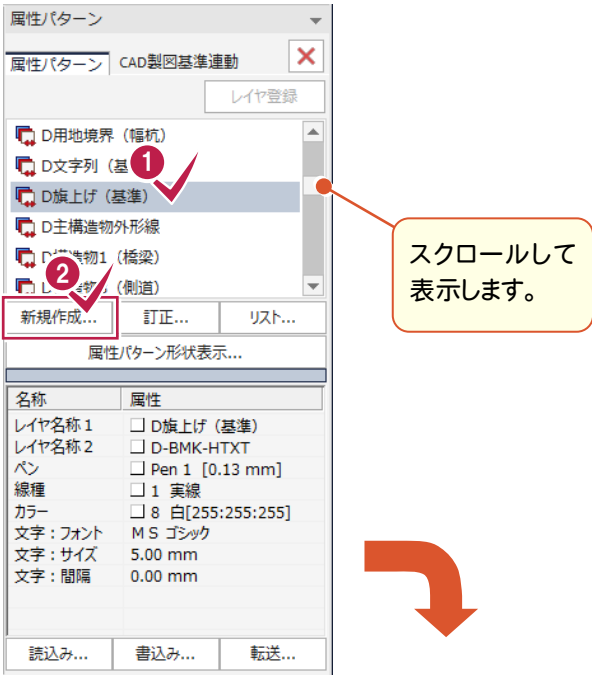 属性パターン
属性パターン CAD製図基準連動
レイヤ登録
D用地境界（幅杭）
D文字列（基
1
D旗上げ（基準）
D主構造物外形線
物1（橋梁）
2
（側道）
新規作成... 訂正... リスト...
属性パターン形状表示...
スクロールして
表示します。
名称 属性
レイヤ名称1 D旗上げ（基準）
レイヤ名称2 D-BMK-HTXT
ペン Pen 1 [0.13 mm]
線種 1 実線
カラー 8 白[255:255:255]
文字：フォント ＭＳ ゴシック
文字：サイズ 5.00 mm
文字：間隔 0.00 mm
読込み... 書込み... 転送...